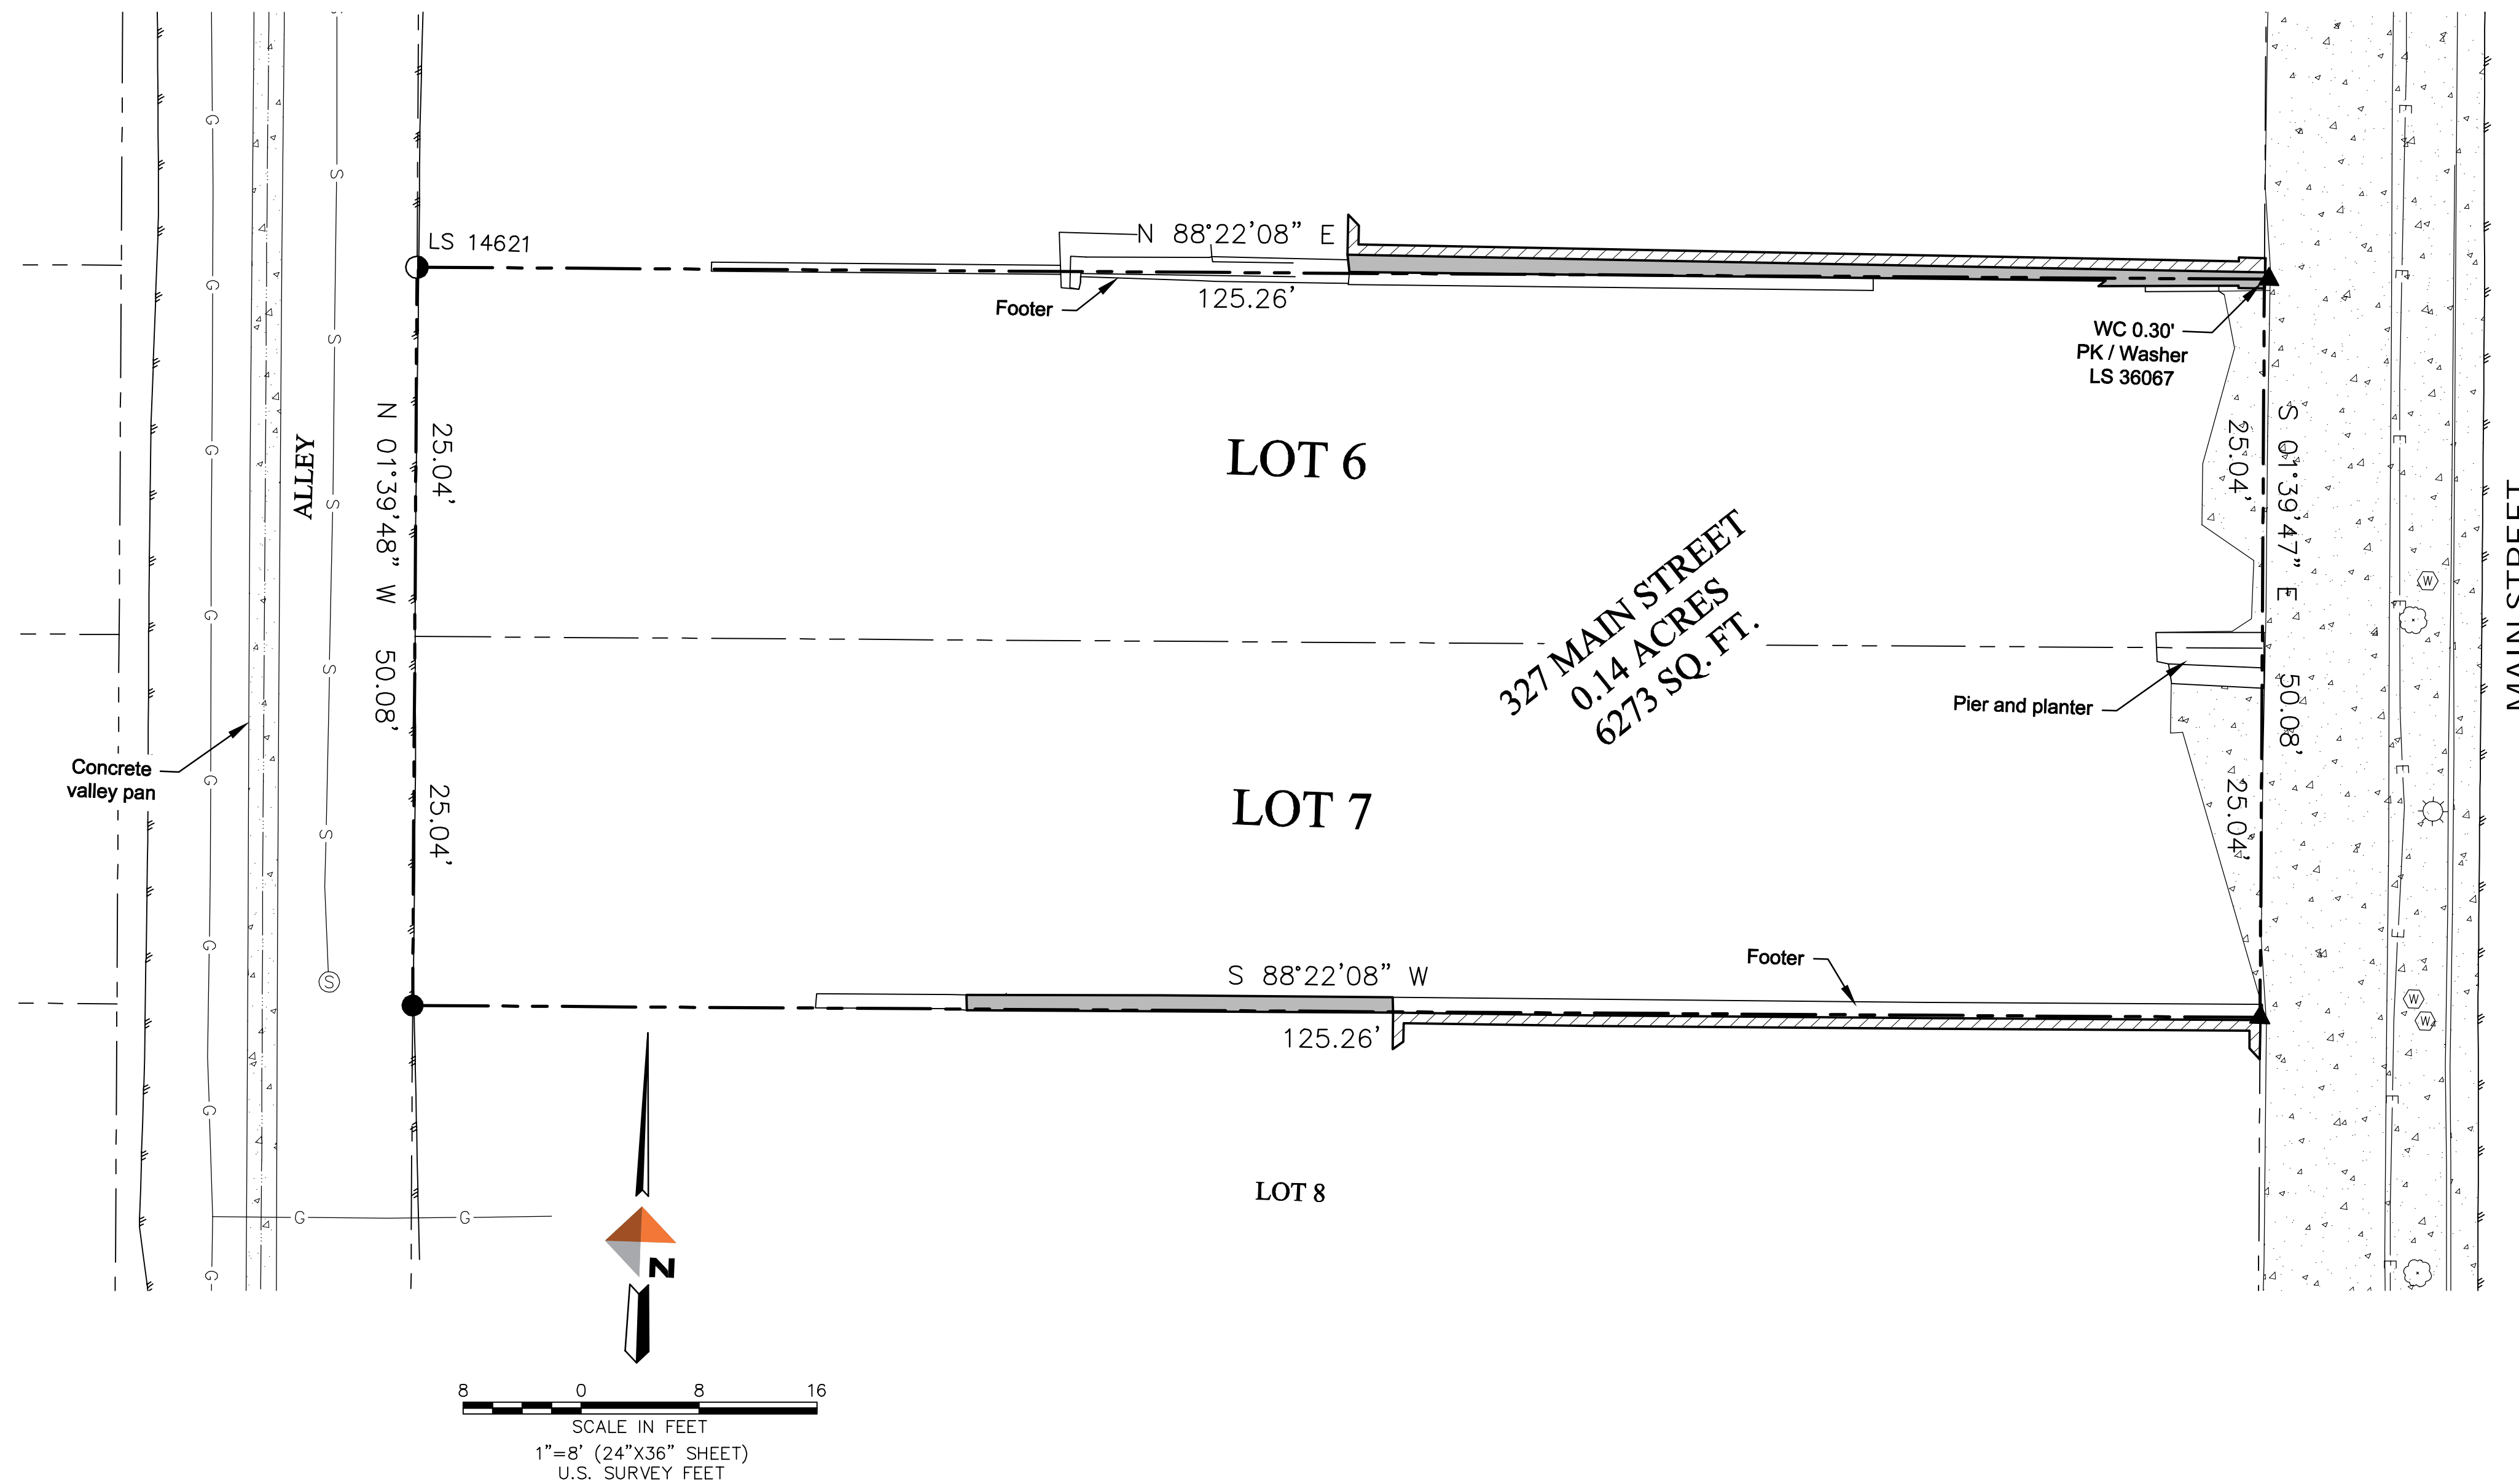 LS 14621
N 88°22'08" E
125.26'
Footer
WC 0.30'
PK / Washer
LS 36067
ALLEY
N 01°39'48" W 50.08'
25.04'
25.04'
LOT 6
25.04'
S 01°39'47" E 50.08'
25.04'
MAIN STREET
327 MAIN STREET
0.14 ACRES
6273 SQ. FT.
Pier and planter
Concrete
valley pan
LOT 7
S 88°22'08" W
125.26'
Footer
LOT 8
G
G
G
G
G
G
G
G
G
G
S
S
S
S
S
S
S
E
E
E
E
E
E
E
E
W
W
W
N
8 0 8 16
SCALE IN FEET
1"=8' (24"X36" SHEET)
U.S. SURVEY FEET